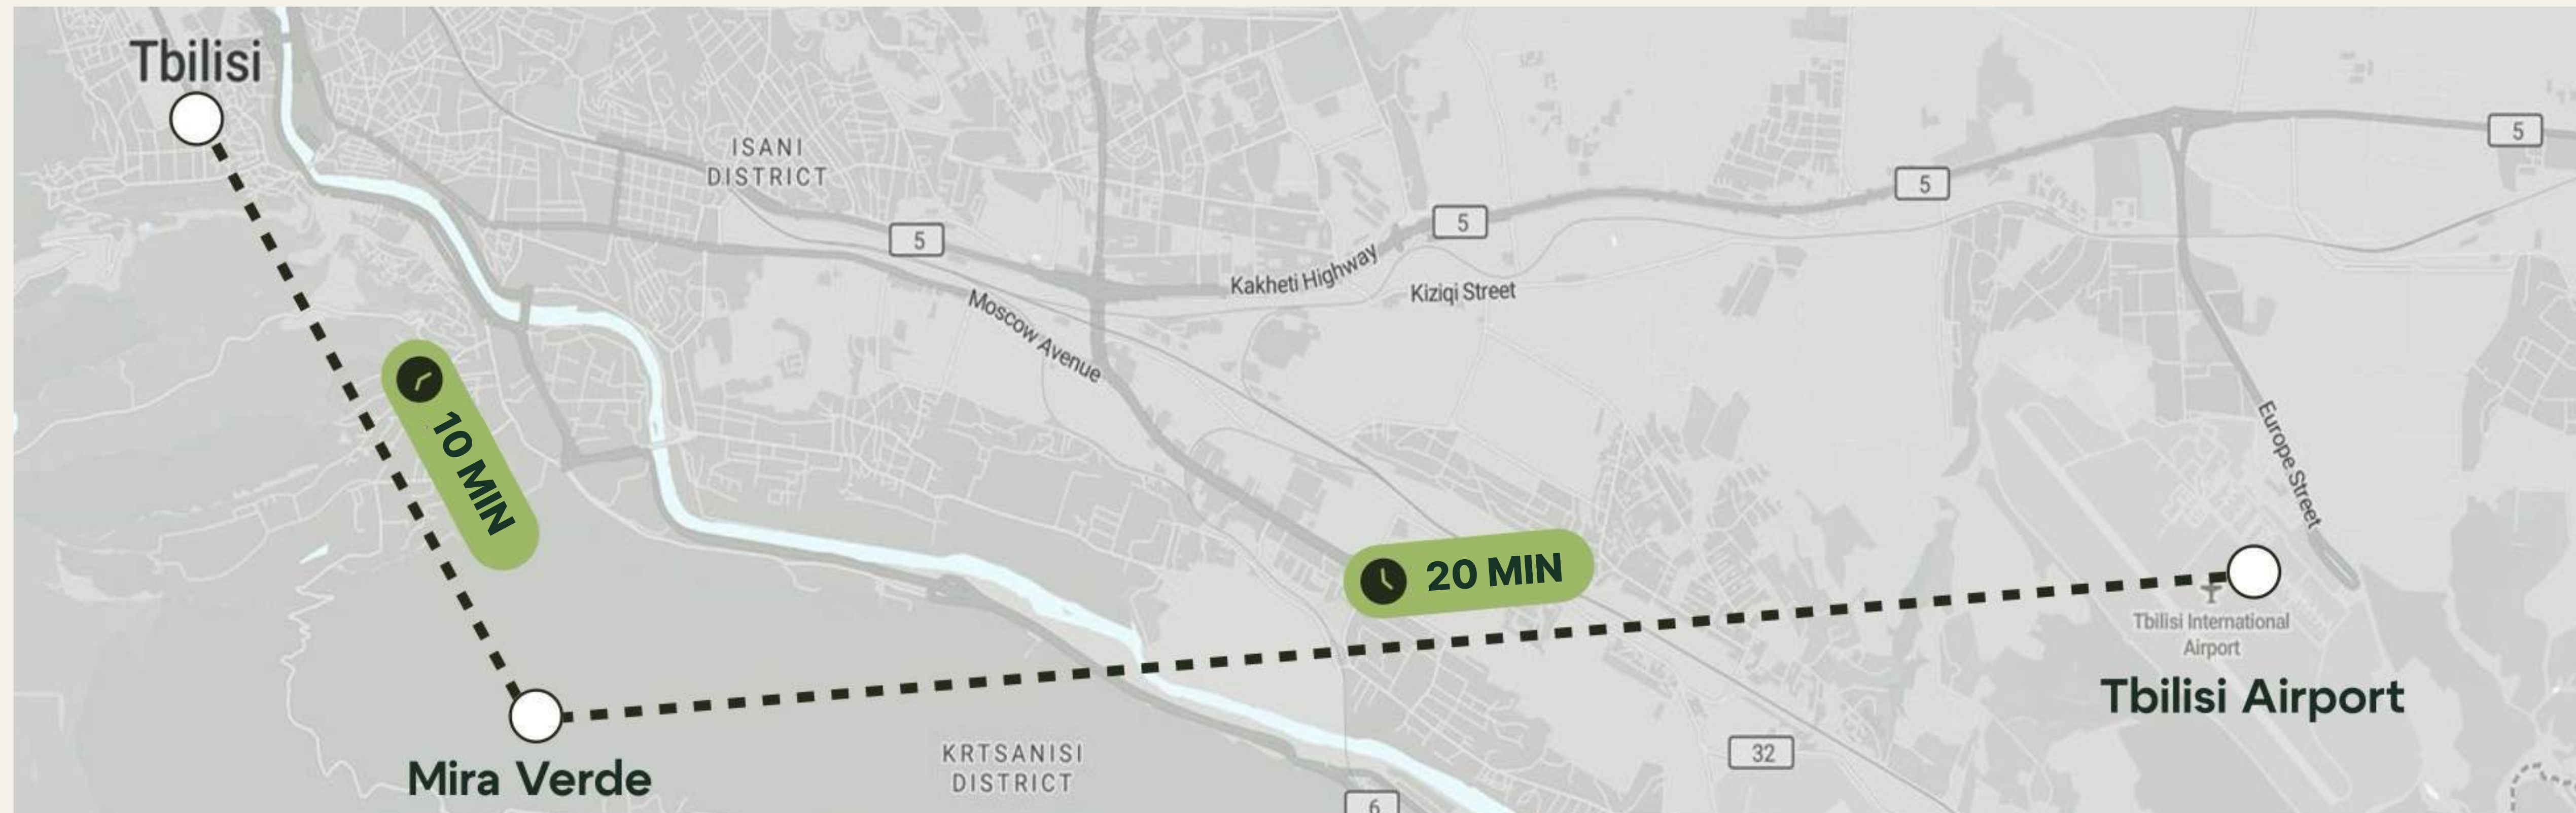 Tbilisi
ISANI
DISTRICT
5
5
5
5
Kakheti Highway
Kiziqi Street
Moscow Avenue
10 MIN
Europe Street
20 MIN
Tbilisi International
Airport
Tbilisi Airport
Mira Verde
KRTSANISI
DISTRICT
32
6